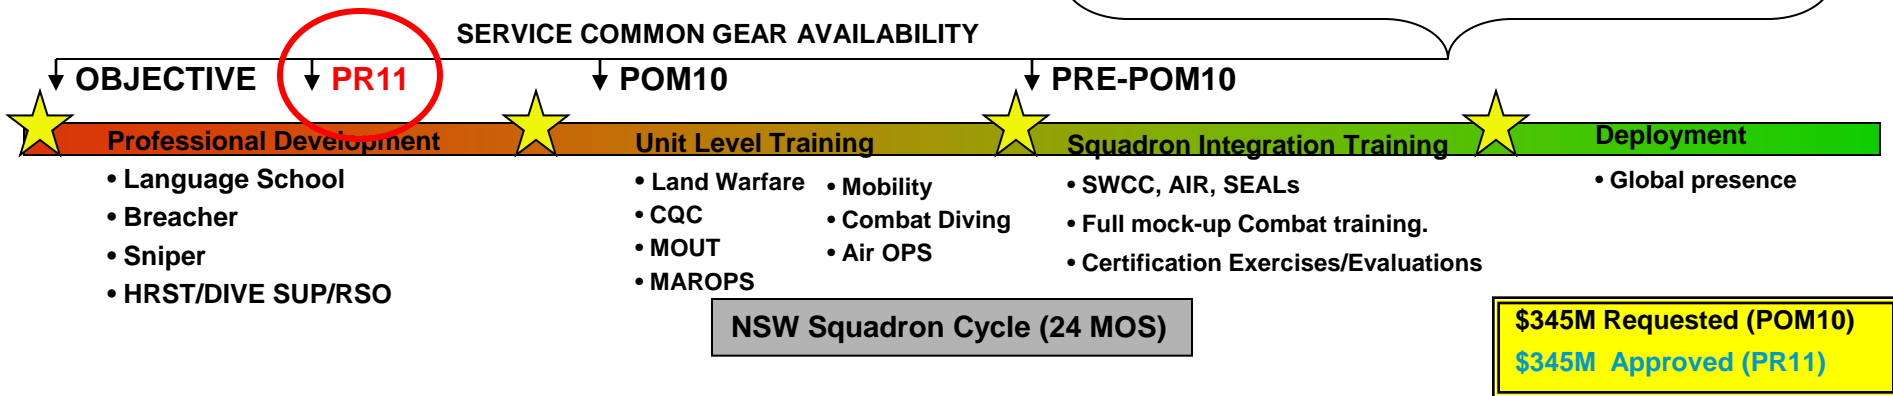 SERVICE COMMON GEAR AVAILABILITY
OBJECTIVE PR11 POM10 PRE-POM10
Professional Development
• Language School
• Breacher
• Sniper
• HRST/DIVE SUP/RSO
Unit Level Training
• Land Warfare
• CQC
• MOUT
• MAROPS
• Mobility
• Combat Diving
• Air OPS
Squadron Integration Training
• SWCC, AIR, SEALs
• Full mock-up Combat training.
• Certification Exercises/Evaluations
Deployment
• Global presence
NSW Squadron Cycle (24 MOS)
$345M Requested (POM10)
$345M Approved (PR11)